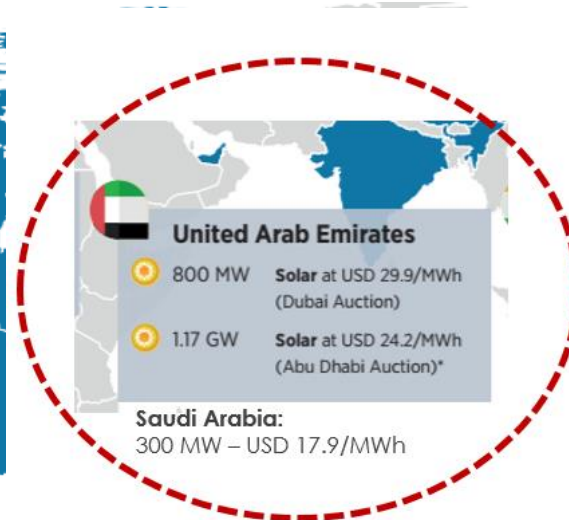 United Arab Emirates
800 MW Solar at USD 29.9/MWh
(Dubai Auction)
1.17 GW Solar at USD 24.2/MWh
(Abu Dhabi Auction)*
Saudi Arabia:
300 MW – USD 17.9/MWh